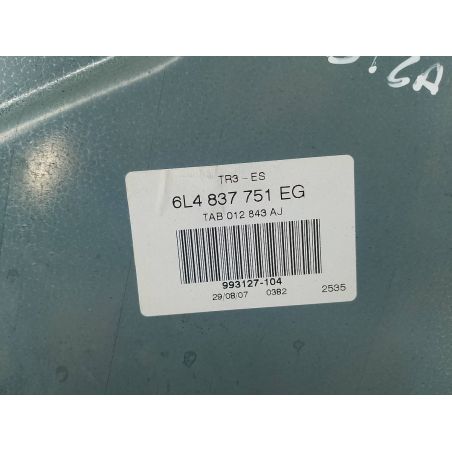 TR3 - ES
6L4 837 751 EG
TAB 012 843 AJ
993127-104
29/08/07 0382 2535